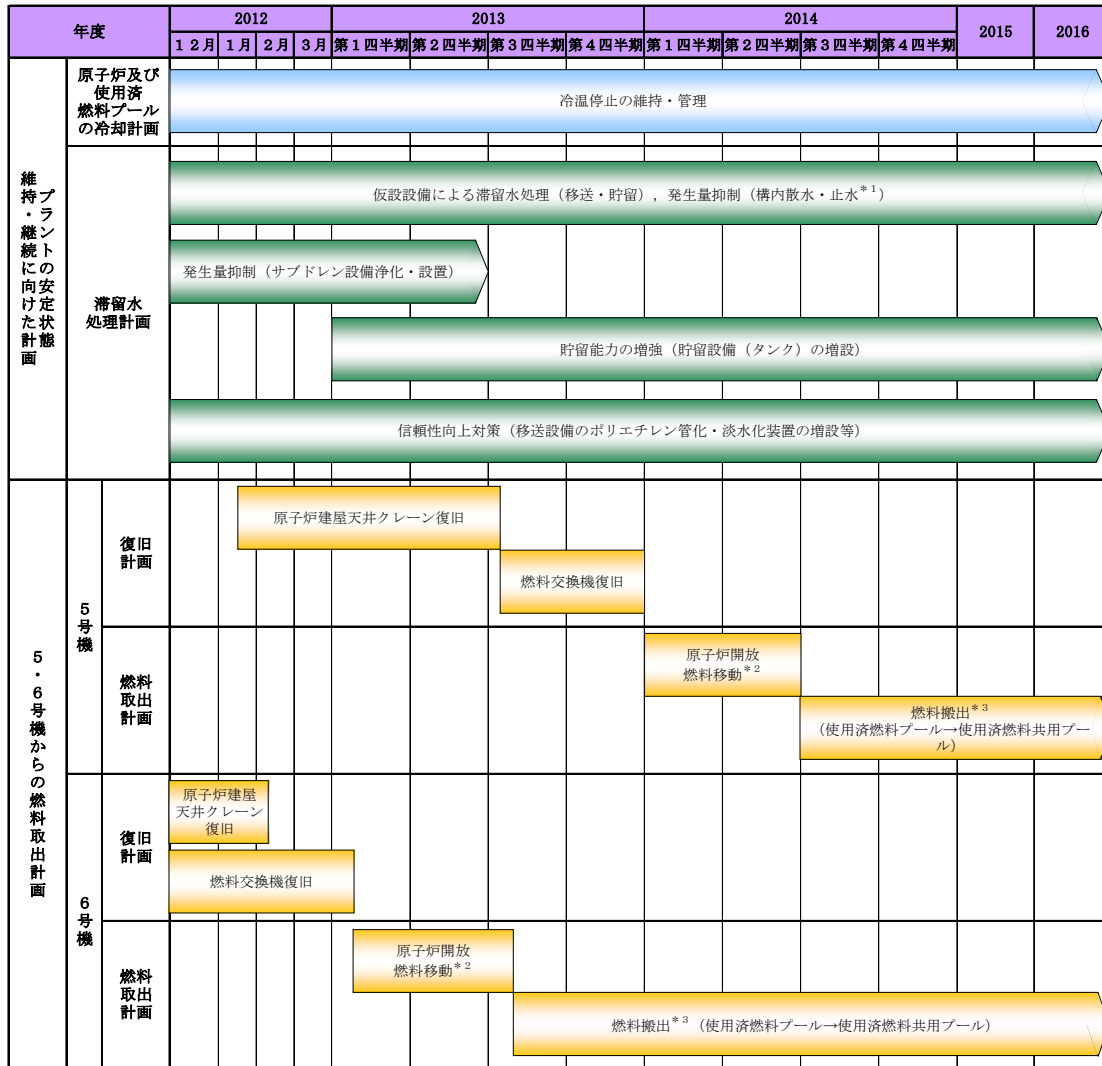 年度
2012
2013
2014
2015
2016
12月
1月
2月
3月
第1四半期
第2四半期
第3四半期
第4四半期
第1四半期
第2四半期
第3四半期
第4四半期
プラントの安定状態
維持・継続に向けた計画
原子炉及び
使用済
燃料プール
の冷却計画
冷温停止の維持・管理
滞留水
処理計画
仮設設備による滞留水処理（移送・貯留），発生量抑制（構内散水・止水＊1）
発生量抑制（サブドレン設備浄化・設置）
貯留能力の増強（貯留設備（タンク）の増設）
信頼性向上対策（移送設備のポリエチレン管化・淡水化装置の増設等）
5・6号機からの燃料取出計画
5号機
復旧
計画
原子炉建屋天井クレーン復旧
燃料交換機復旧
燃料
取出
計画
原子炉開放
燃料移動＊2
燃料搬出＊3
（使用済燃料プール→使用済燃料共用プー
ル）
6号機
復旧
計画
原子炉建屋
天井クレーン
復旧
燃料交換機復旧
燃料
取出
計画
原子炉開放
燃料移動＊2
燃料搬出＊3（使用済燃料プール→使用済燃料共用プール）